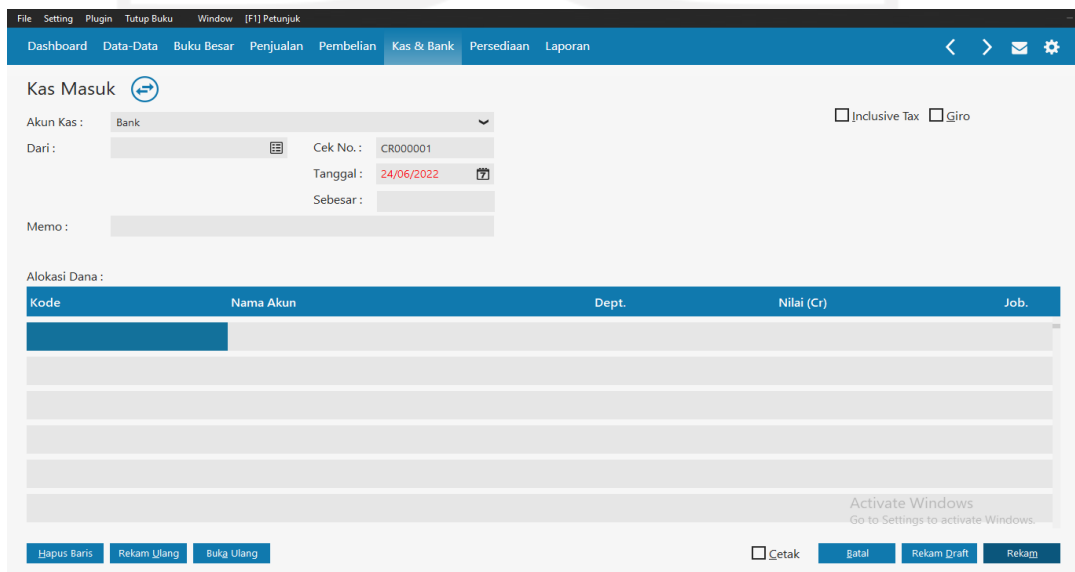 File Setting Plugin Tutup Buku Window [F1] Petunjuk
Dashboard Data-Data Buku Besar Penjualan Pembelian Kas & Bank Persediaan Laporan
Kas Masuk
Inclusive Tax Giro
Akun Kas : Bank
Dari : Cek No. : CR000001
Tanggal : 24/06/2022
Sebesar :
Memo :
Alokasi Dana :
Kode Nama Akun Dept. Nilai (Cr) Job.
Activate Windows
Go to Settings to activate Windows.
Hapus Baris Rekam Ulang Buka Ulang Cetak Batal Rekam Draft Rekam